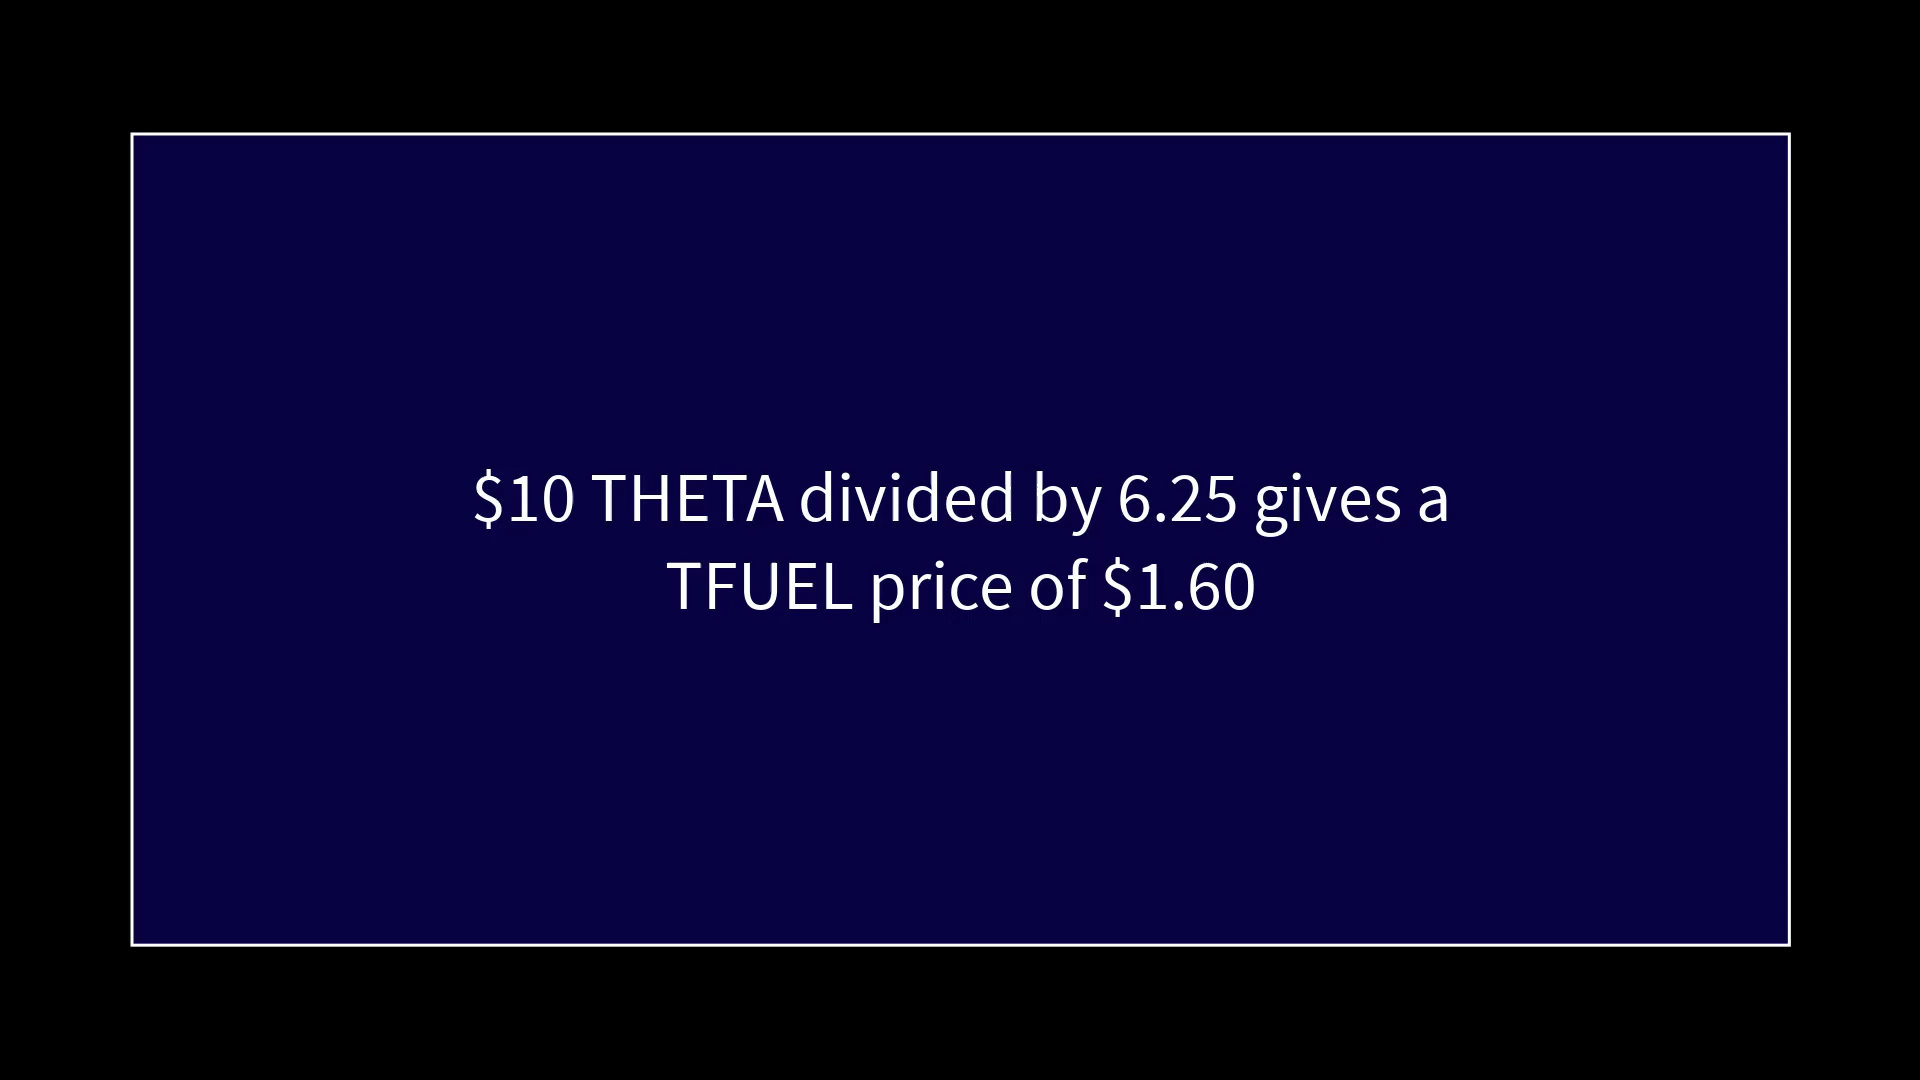 $10 THETA divided by 6.25 gives a
TFUEL price of $1.60